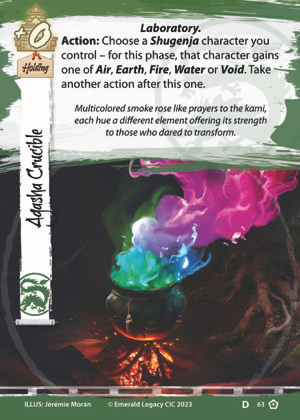 +0
Holding
Laboratory.
Action: Choose a Shugenja character you
control – for this phase, that character gains
one of Air, Earth, Fire, Water or Void. Take
another action after this one.
Multicolored smoke rose like prayers to the kami,
each hue a different element offering its strength
to those who dared to transform.
Agasha Crucible
ILLUS: Jérémie Morán
© Emerald Legacy CIC 2023
D 63